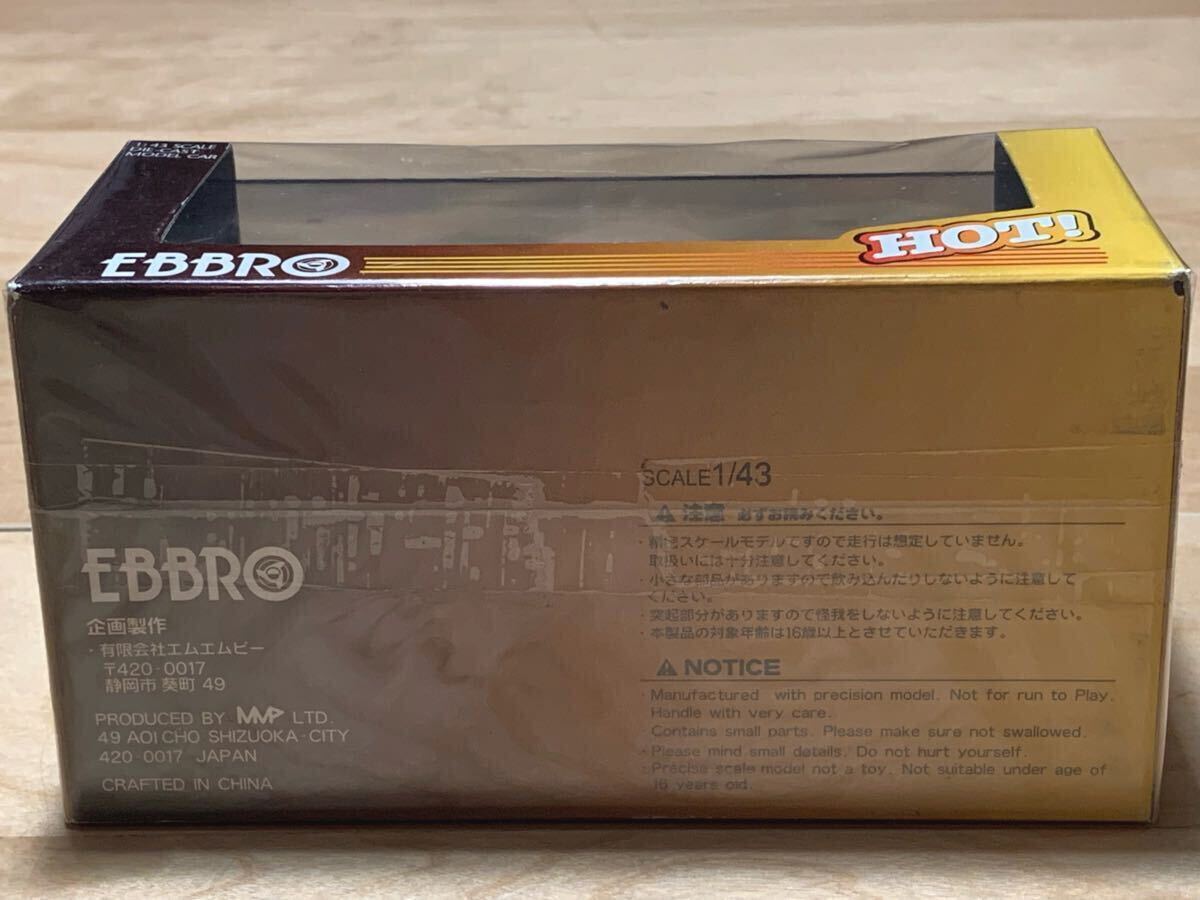 1:43 SCALE
DIE-CAST
MODEL CAR
EBBRO
HOT!
SCALE1/43
注意 必ずお読みください。
・精密スケールモデルですので走行は想定していません。
取扱いには十分注意してください。
・小さな部品がありますので飲み込んだりしないように注意して
ください。
・突起部分がありますので怪我をしないように注意してください。
・本製品の対象年齢は16歳以上とさせていただきます。
NOTICE
・Manufactured with precision model. Not for run to Play.
Handle with very care.
・Contains small parts. Please make sure not swallowed.
・Please mind small details. Do not hurt yourself.
・Precise scale model not a toy. Not suitable under age of
16 years old.
EBBRO
企画製作
・有限会社エムエムピー
〒420-0017
静岡市 葵町 49
PRODUCED BY MMP LTD.
49 AOI CHO SHIZUOKA-CITY
420-0017 JAPAN
CRAFTED IN CHINA